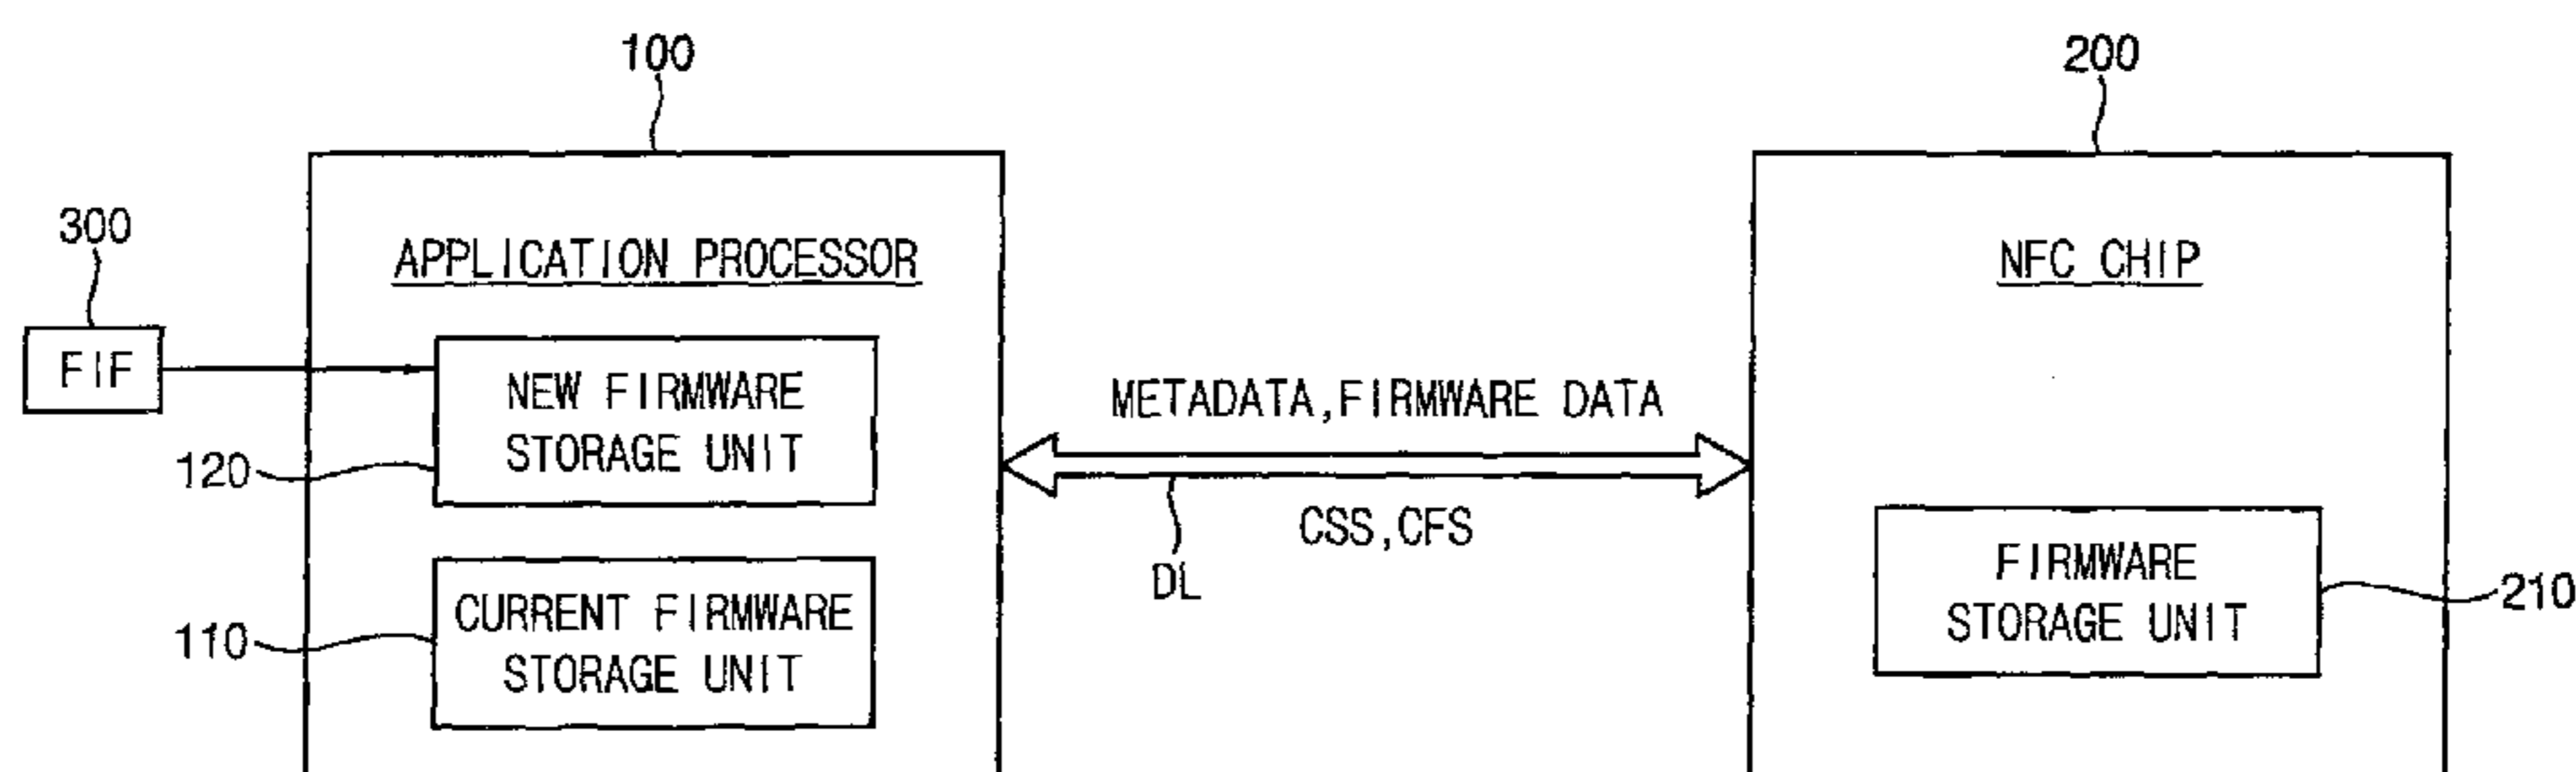 100
200
300
APPLICATION PROCESSOR
NFC CHIP
FIF
NEW FIRMWARE
STORAGE UNIT
120
METADATA,FIRMWARE DATA
CSS,CFS
DL
CURRENT FIRMWARE
STORAGE UNIT
110
FIRMWARE
STORAGE UNIT
210